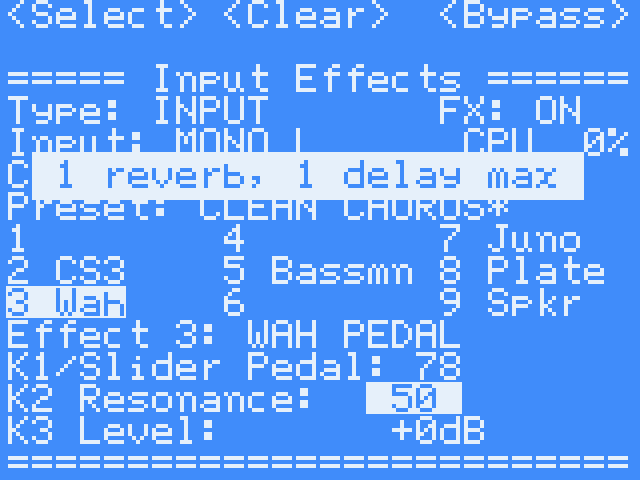 <Select> <Clear>  <Bypass>
===== Input Effects ======
Type: INPUT       FX: ON
Input: MONO L      CPU  0%
C 1 reverb, 1 delay max
Preset: CLEAN CHORUS*
1        4        7 Juno
2 CS3    5 Bassmn 8 Plate
3 Wah    6        9 Spkr
Effect 3: WAH PEDAL
K1/Slider Pedal: 78
K2 Resonance:   50
K3 Level:       +0dB
==========================